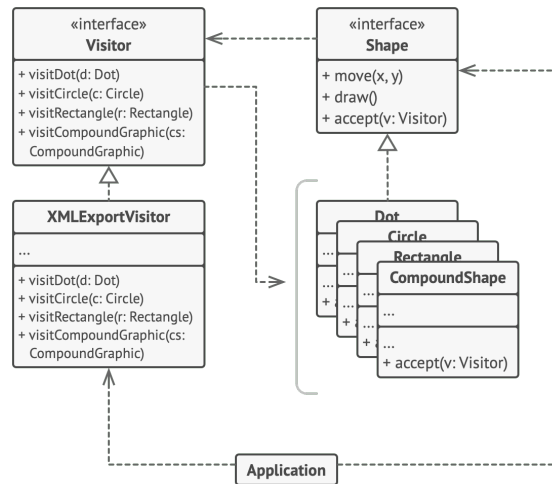 «interface»
Visitor
+ visitDot(d: Dot)
+ visitCircle(c: Circle)
+ visitRectangle(r: Rectangle)
+ visitCompoundGraphic(cs:
CompoundGraphic)
«interface»
Shape
+ move(x, y)
+ draw()
+ accept(v: Visitor)
XMLExportVisitor
...
+ visitDot(d: Dot)
+ visitCircle(c: Circle)
+ visitRectangle(r: Rectangle)
+ visitCompoundGraphic(cs:
CompoundGraphic)
Dot
...
...
+ a
Circle
...
...
+ a
Rectangle
...
...
+ a
CompoundShape
...
...
+ accept(v: Visitor)
Application